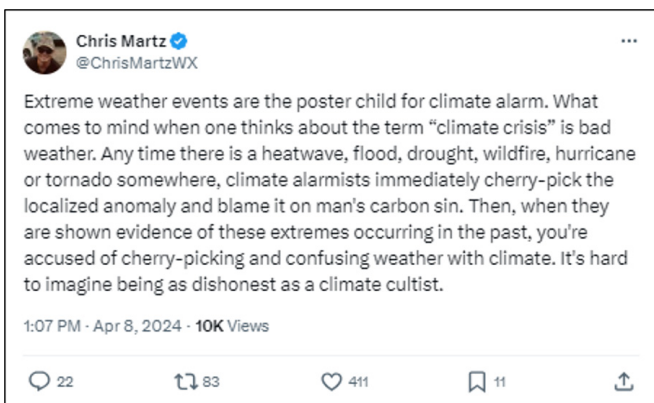 Chris Martz
@ChrisMartzWX
Extreme weather events are the poster child for climate alarm. What
comes to mind when one thinks about the term “climate crisis” is bad
weather. Any time there is a heatwave, flood, drought, wildfire, hurricane
or tornado somewhere, climate alarmists immediately cherry-pick the
localized anomaly and blame it on man's carbon sin. Then, when they
are shown evidence of these extremes occurring in the past, you're
accused of cherry-picking and confusing weather with climate. It's hard
to imagine being as dishonest as a climate cultist.
1:07 PM · Apr 8, 2024 · 10K Views
22 83 411 11